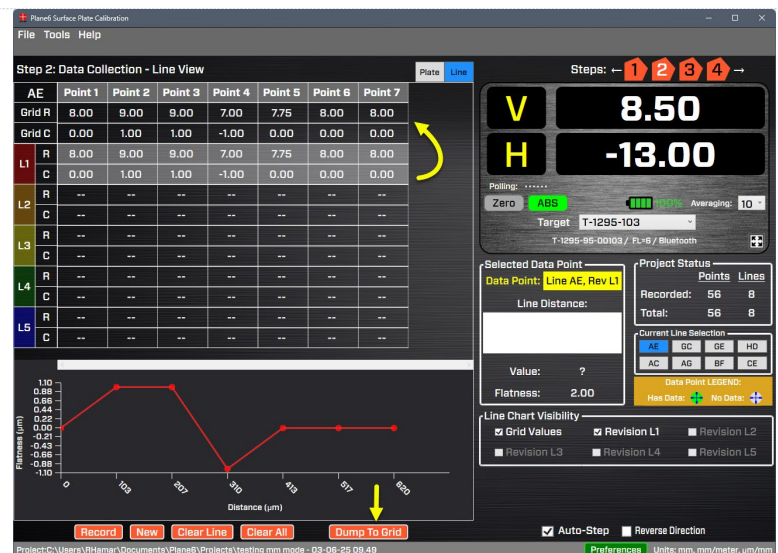 Plane6 Surface Plate Calibration
File Tools Help
Step 2: Data Collection - Line View
Plate Line
AE Point 1 Point 2 Point 3 Point 4 Point 5 Point 6 Point 7
Grid R 8.00 9.00 9.00 7.00 7.75 8.00 8.00
Grid C 0.00 1.00 1.00 -1.00 0.00 0.00 0.00
L1 R 8.00 9.00 9.00 7.00 7.75 8.00 8.00
C 0.00 1.00 1.00 -1.00 0.00 0.00 0.00
L2 R -- -- -- -- -- -- --
C -- -- -- -- -- -- --
L3 R -- -- -- -- -- -- --
C -- -- -- -- -- -- --
L4 R -- -- -- -- -- -- --
C -- -- -- -- -- -- --
L5 R -- -- -- -- -- -- --
C -- -- -- -- -- -- --
Flatness (μm)
1.10
0.88
0.66
0.44
0.22
0.00
-0.21
-0.43
-0.66
-0.88
-1.10
0 103 207 310 413 517 620
Distance (μm)
Record New Clear Line Clear All Dump To Grid
Steps: ← 1 2 3 4 →
V 8.50
H -13.00
Polling: ······
Zero ABS 100% Averaging: 10
Target T-1295-103
T-1295-95-00103 / FL=6 / Bluetooth
Selected Data Point
Data Point: Line AE, Rev L1
Line Distance:
Value: ?
Flatness: 2.00
Project Status
Points Lines
Recorded: 56 8
Total: 56 8
Current Line Selection
AE GC GE HD
AC AG BF CE
Data Point LEGEND:
Has Data: No Data:
Line Chart Visibility
Grid Values Revision L1 Revision L2
Revision L3 Revision L4 Revision L5
Auto-Step Reverse Direction
Project:C:\Users\RHamar\Documents\Plane6\Projects\testing mm mode - 03-06-25 09.49
Preferences Units: mm, mm/meter, um/mm